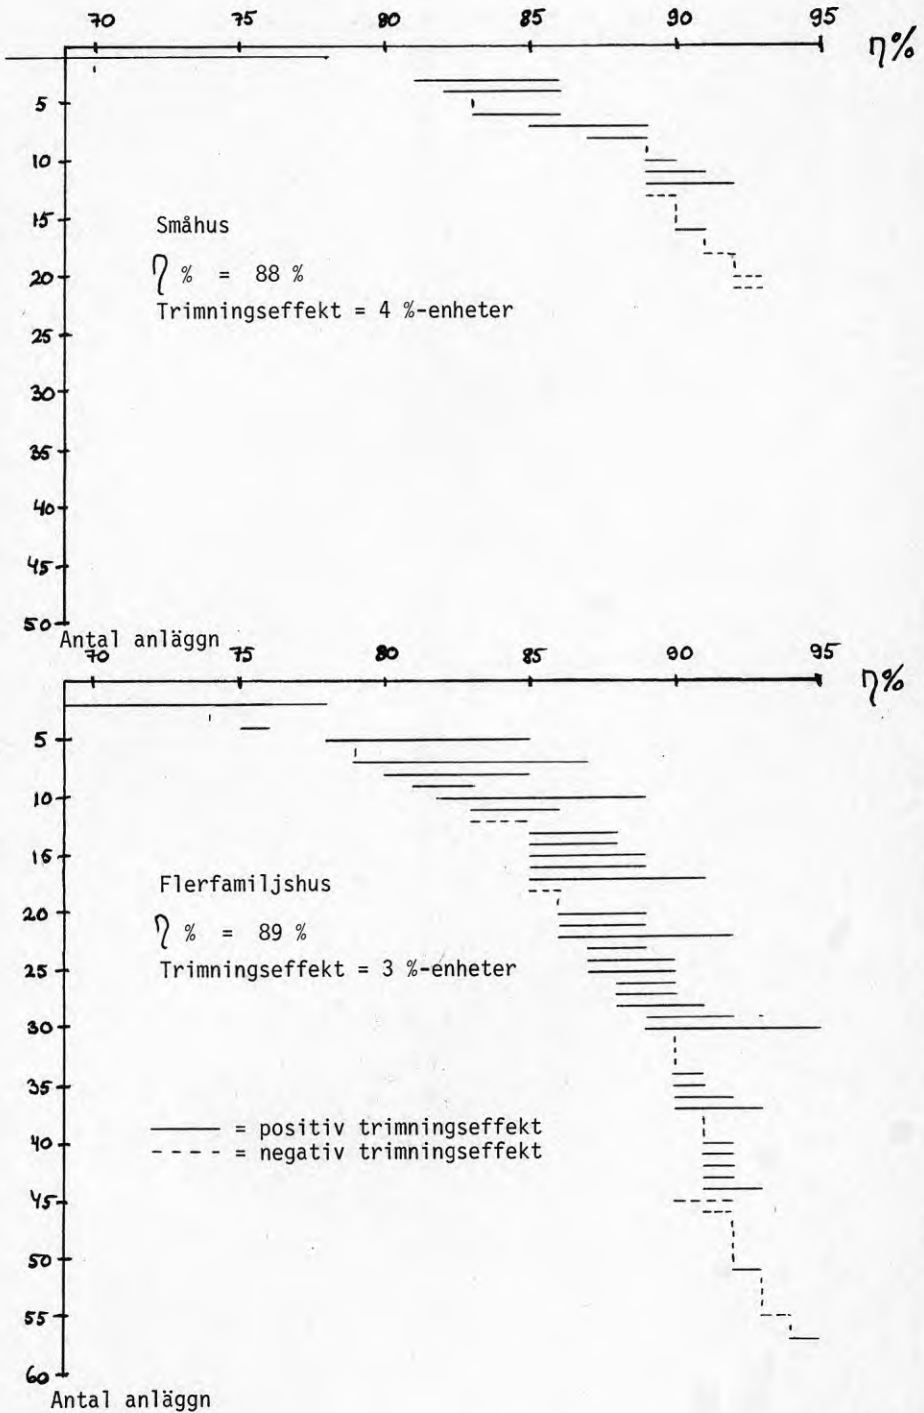 70 75 80 85 90 95
η%
5
10
15
20
25
30
35
40
45
50
Småhus
η % = 88 %
Trimningseffekt = 4 %-enheter
Antal anläggn
70 75 80 85 90 95
η%
5
10
15
20
25
30
35
40
45
50
55
60
Flerfamiljshus
η % = 89 %
Trimningseffekt = 3 %-enheter
= positiv trimningseffekt
= negativ trimningseffekt
Antal anläggn